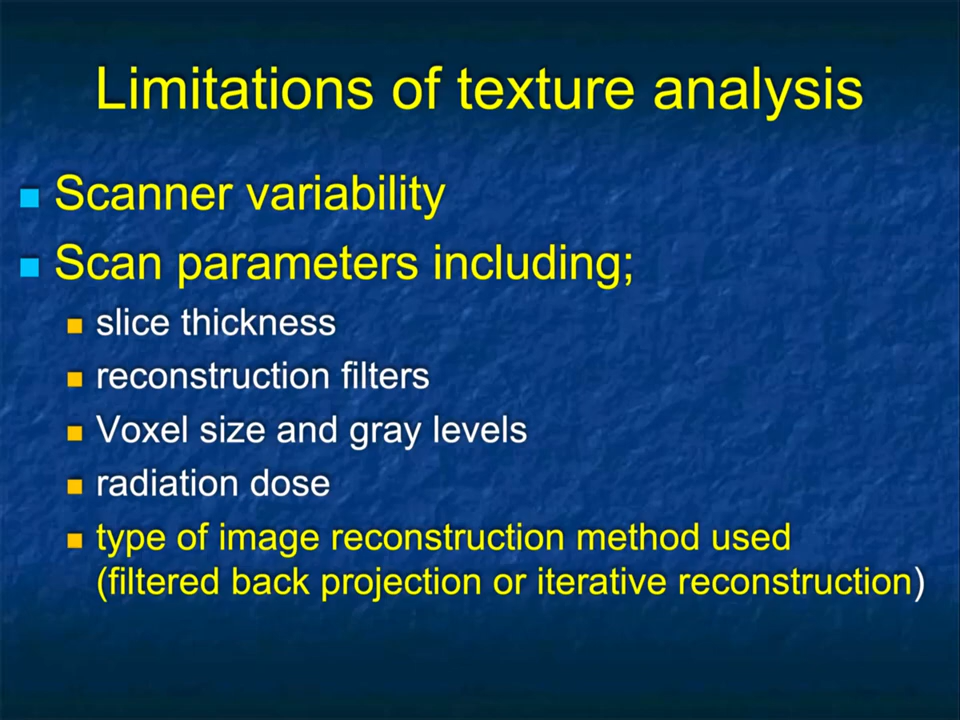 Limitations of texture analysis
Scanner variability
Scan parameters including;
slice thickness
reconstruction filters
Voxel size and gray levels
radiation dose
type of image reconstruction method used
(filtered back projection or iterative reconstruction)